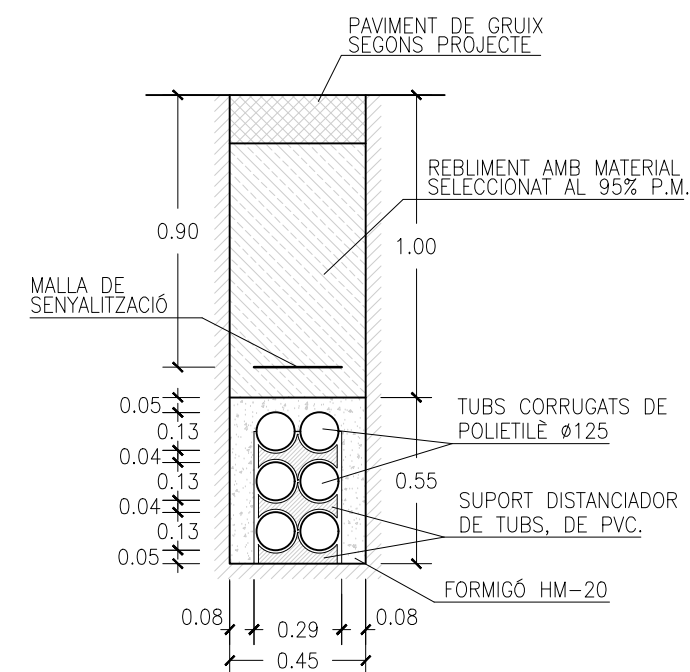 PAVIMENT DE GRUIX
SEGONS PROJECTE
REBLIMENT AMB MATERIAL
SELECCIONAT AL 95% P.M.
0.90
1.00
MALLA DE
SENYALITZACIÓ
0.05
0.13
0.04
0.13
0.04
0.13
0.05
TUBS CORRUGATS DE
POLIETILÈ ø125
0.55
SUPORT DISTANCIADOR
DE TUBS, DE PVC.
FORMIGÓ HM-20
0.08
0.29
0.08
0.45